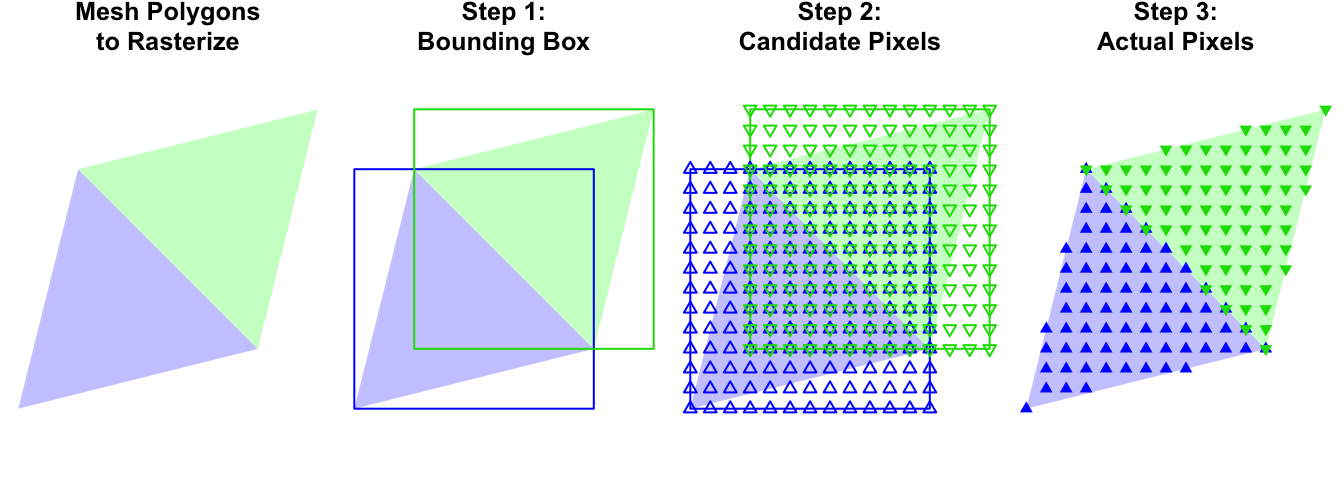 Mesh Polygons
to Rasterize
Step 1:
Bounding Box
Step 2:
Candidate Pixels
Step 3:
Actual Pixels